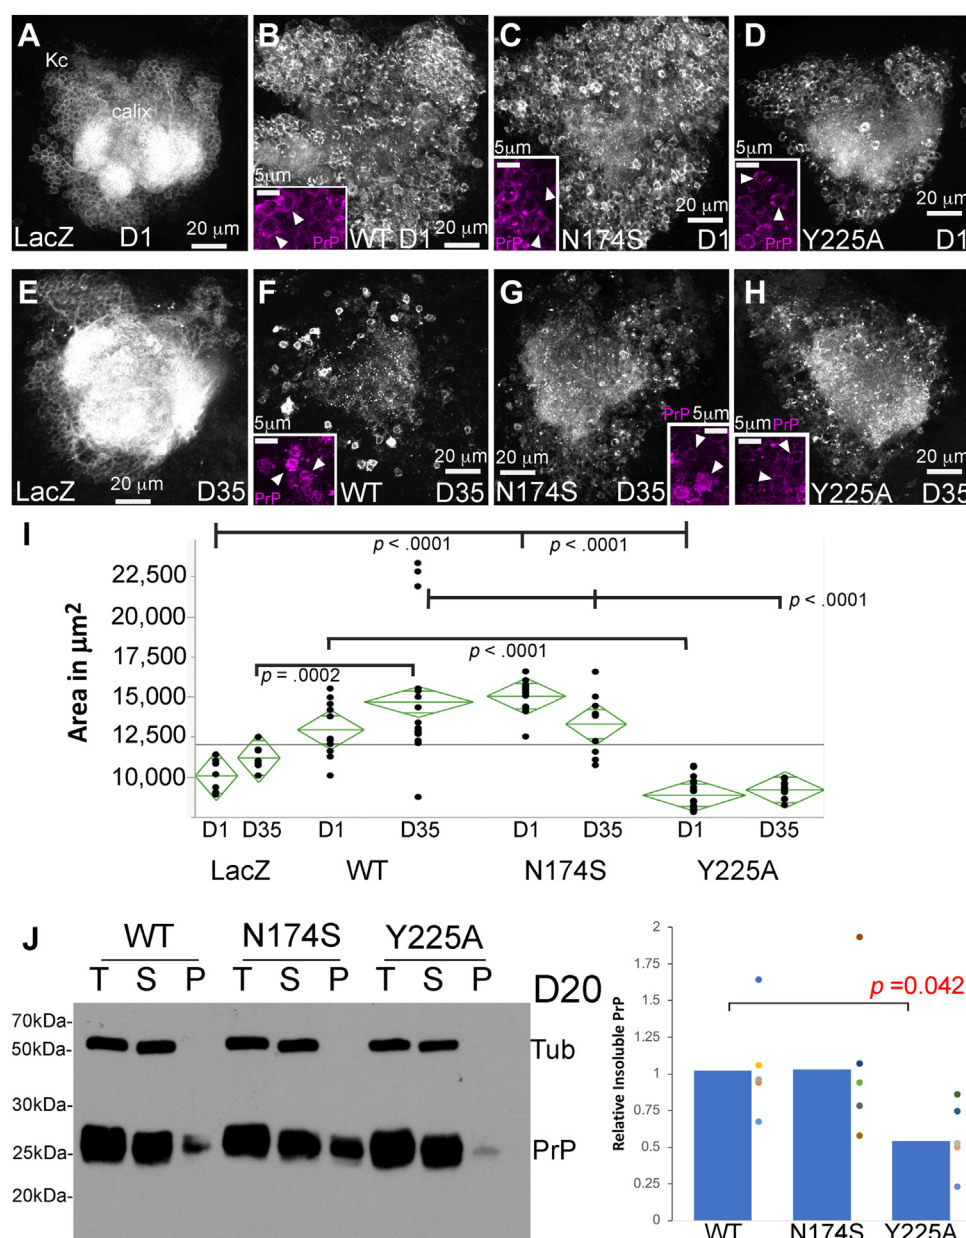 A
Kc
calix
LacZ D1
20 μm
B
5μm
PrP
WT D1
20 μm
C
5μm
PrP
N174S
20 μm
D1
D
5μm
PrP
Y225A
20 μm
D1
E
LacZ
20 μm
D35
F
5μm
PrP
WT
20 μm
D35
G
PrP 5μm
20 μm
N174S D35
H
5μm PrP
20 μm
Y225A D35
I
p < .0001
p < .0001
p < .0001
p < .0001
p = .0002
Area in μm2
22,500
20,000
17,500
15,000
12,500
10,000
D1 D35 D1 D35 D1 D35 D1 D35
LacZ WT N174S Y225A
J
WT N174S Y225A
T S P T S P T S P
D20
70kDa-
50kDa-
30kDa-
25kDa-
20kDa-
Tub
PrP
Relative Insoluble PrP
2
1.75
1.5
1.25
1
0.75
0.5
0.25
0
p =0.042
WT N174S Y225A